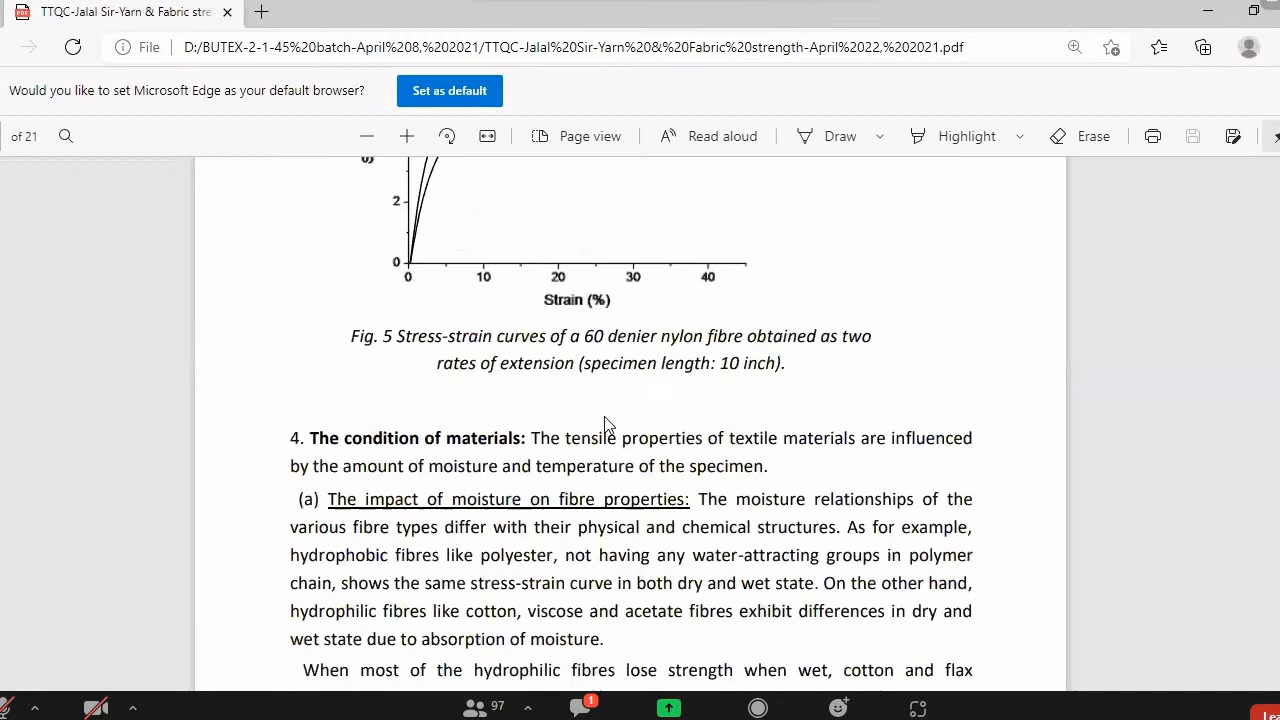 TTQC-Jalal Sir-Yarn & Fabric stre
File D:/BUTEX-2-1-45%20batch-April%208,%202021/TTQC-Jalal%20Sir-Yarn%20&%20Fabric%20strength-April%2022,%202021.pdf
Would you like to set Microsoft Edge as your default browser? Set as default
of 21 Page view Read aloud Draw Highlight Erase
2
0
0 10 20 30 40
Strain (%)
Fig. 5 Stress-strain curves of a 60 denier nylon fibre obtained as two
rates of extension (specimen length: 10 inch).
4. The condition of materials: The tensile properties of textile materials are influenced
by the amount of moisture and temperature of the specimen.
(a) The impact of moisture on fibre properties: The moisture relationships of the
various fibre types differ with their physical and chemical structures. As for example,
hydrophobic fibres like polyester, not having any water-attracting groups in polymer
chain, shows the same stress-strain curve in both dry and wet state. On the other hand,
hydrophilic fibres like cotton, viscose and acetate fibres exhibit differences in dry and
wet state due to absorption of moisture.
When most of the hydrophilic fibres lose strength when wet, cotton and flax
97 1